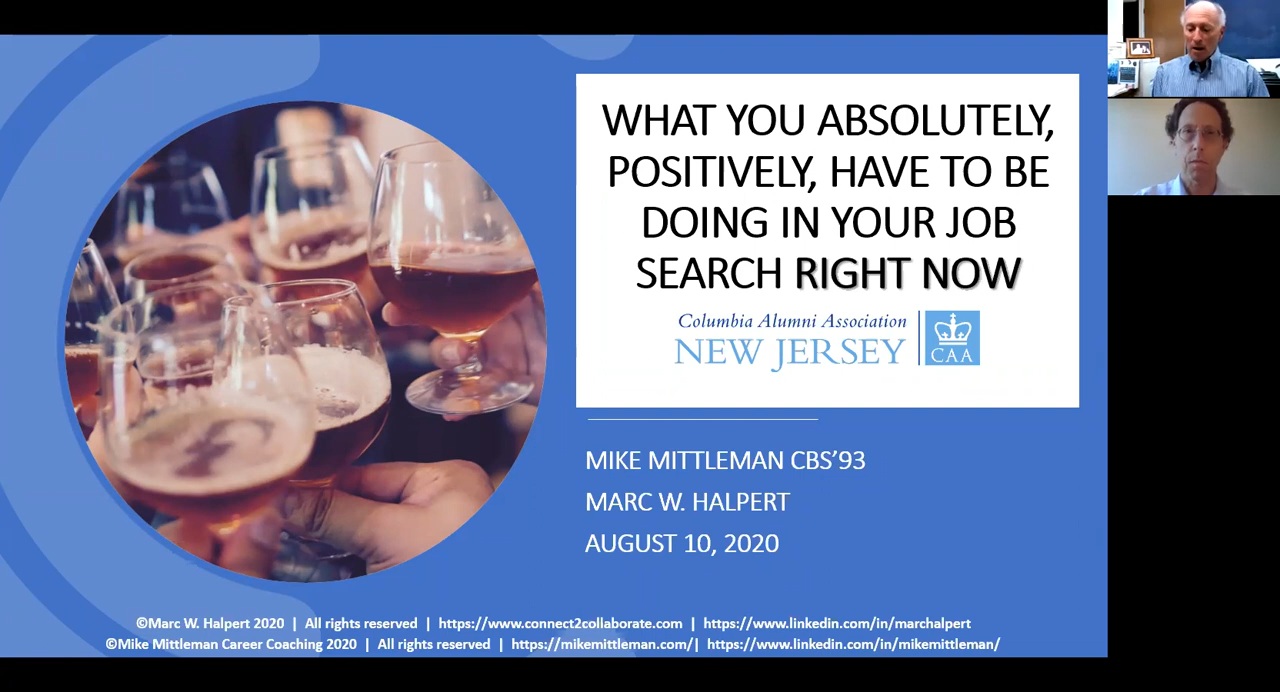 WHAT YOU ABSOLUTELY,
POSITIVELY, HAVE TO BE
DOING IN YOUR JOB
SEARCH RIGHT NOW
Columbia Alumni Association
NEW JERSEY
CAA
MIKE MITTLEMAN CBS’93
MARC W. HALPERT
AUGUST 10, 2020
©Marc W. Halpert 2020 | All rights reserved | https://www.connect2collaborate.com | https://www.linkedin.com/in/marchalpert
©Mike Mittleman Career Coaching 2020 | All rights reserved | https://mikemittleman.com/| https://www.linkedin.com/in/mikemittleman/